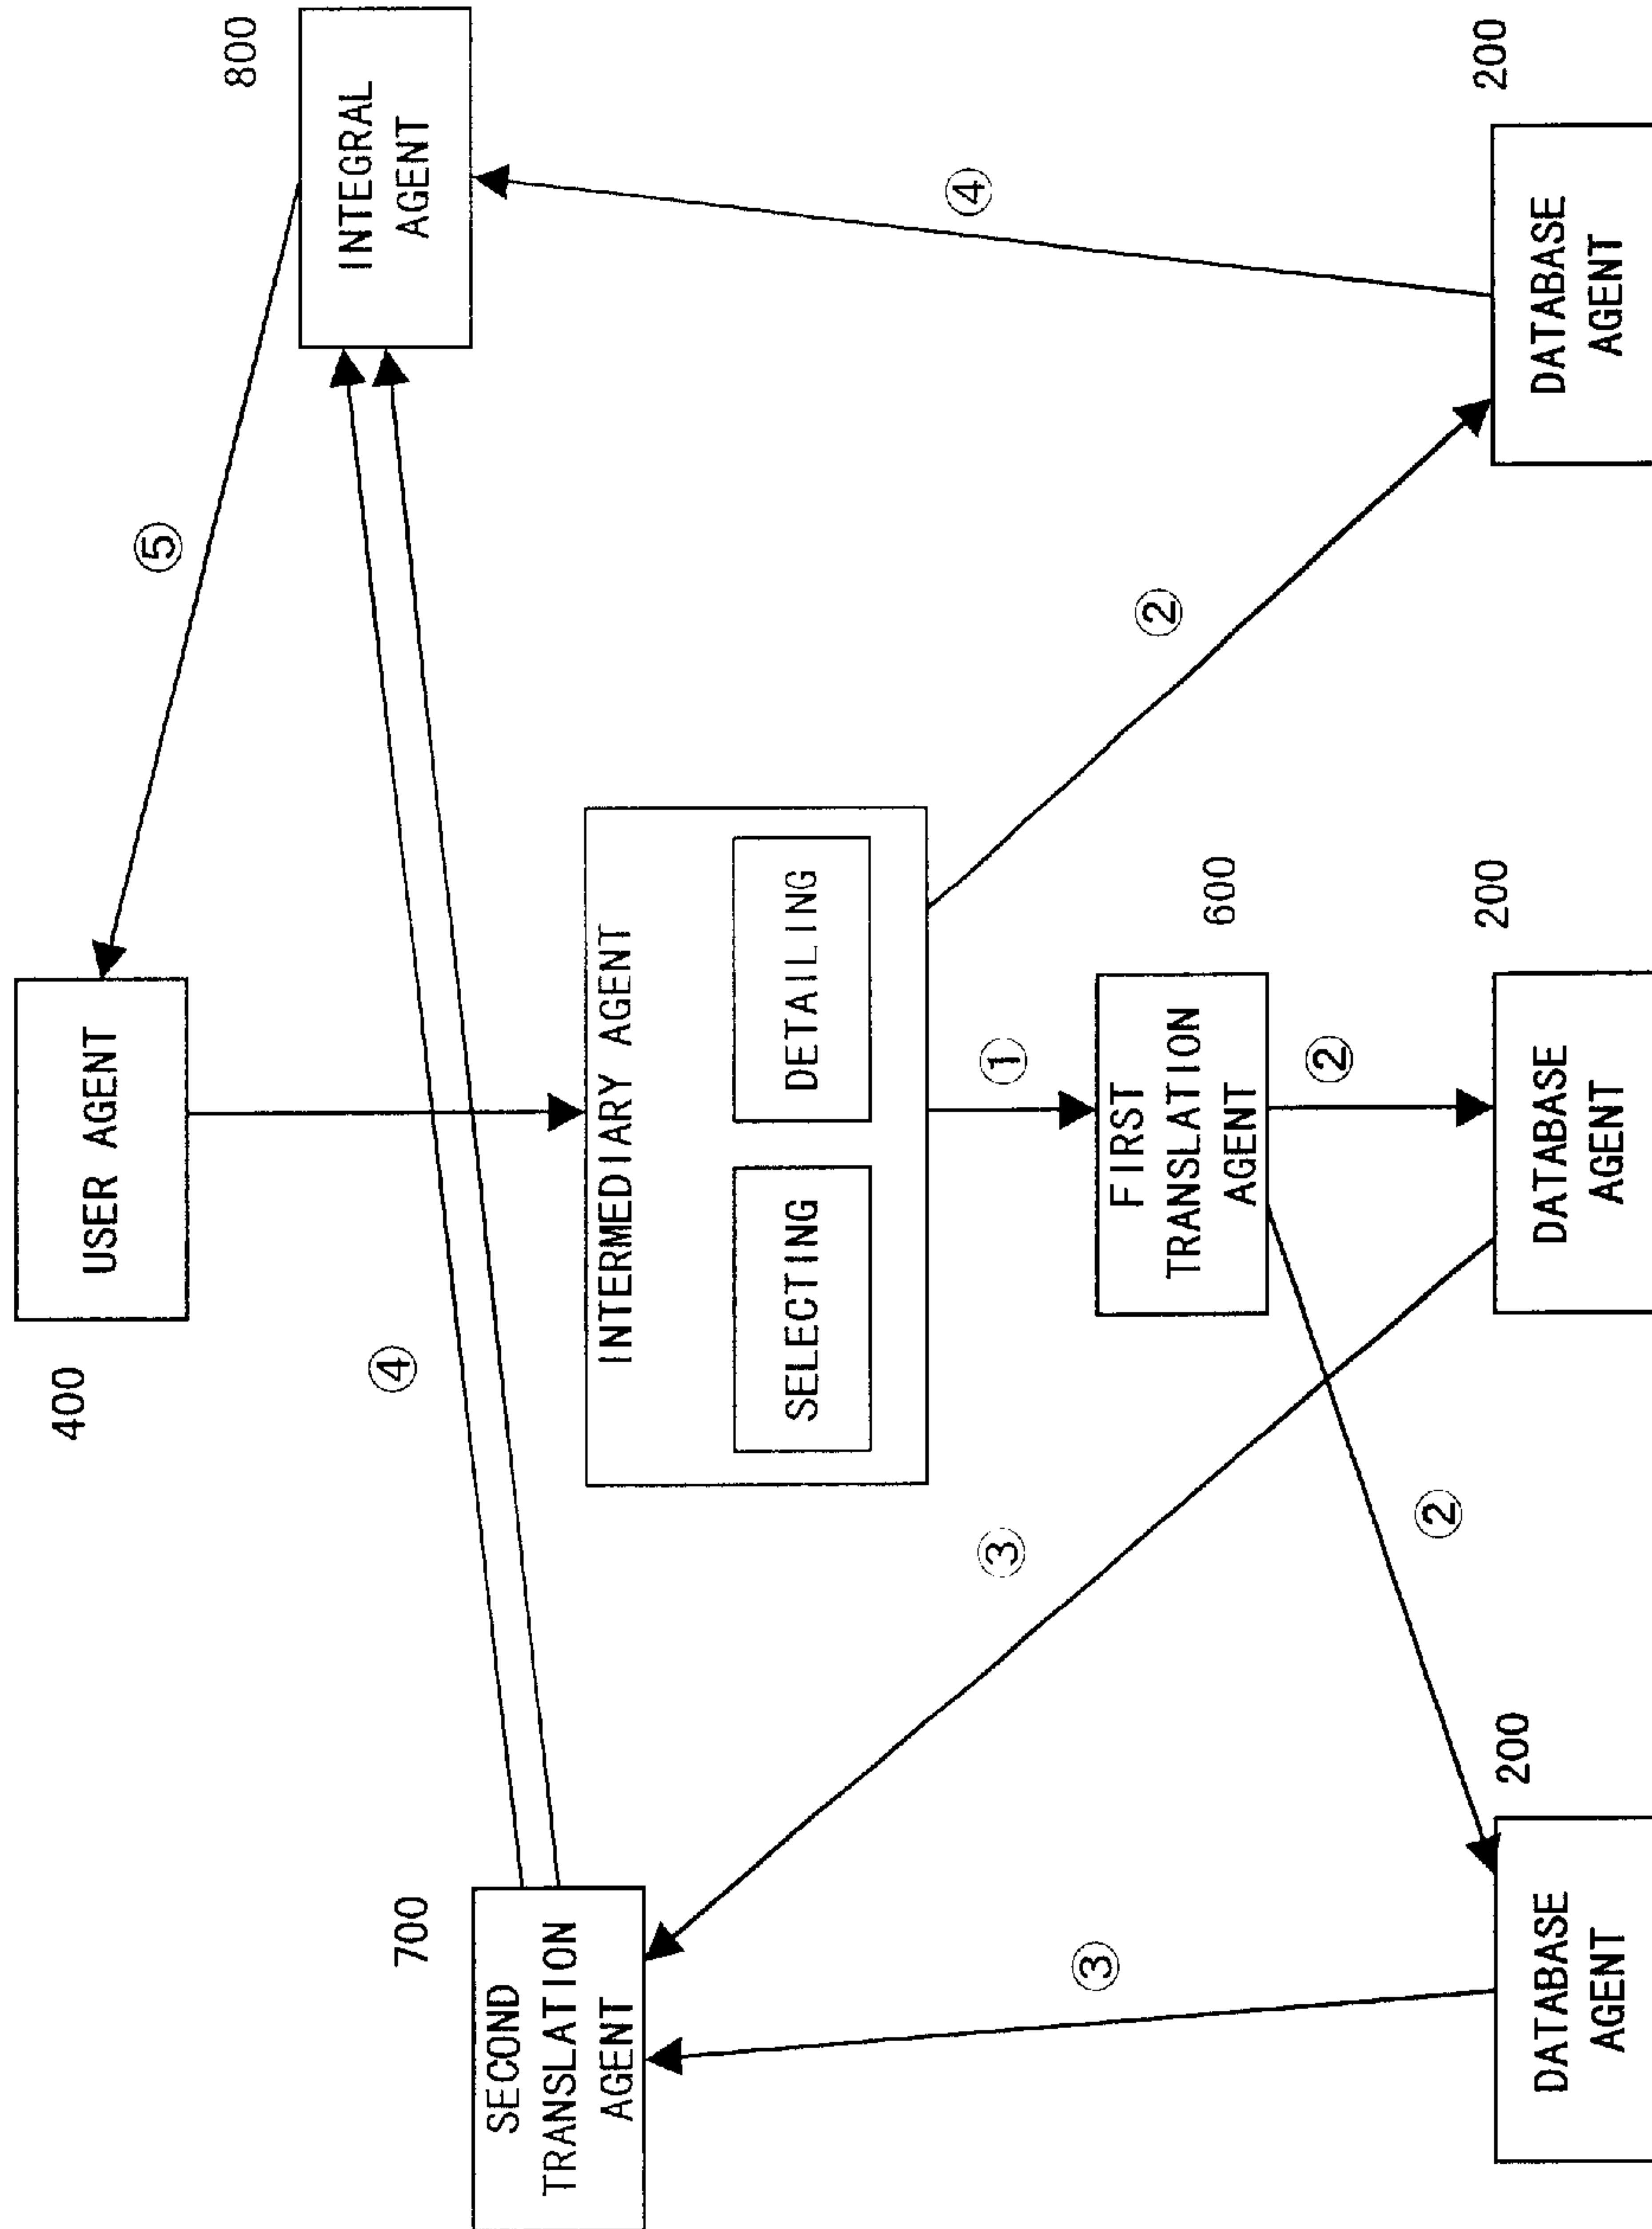 400
USER AGENT
⑤
800
INTEGRAL
AGENT
④
700
SECOND
TRANSLATION
AGENT
INTERMEDIARY AGENT
SELECTING
DETAILING
④
③
①
③
②
600
FIRST
TRANSLATION
AGENT
②
②
200
DATABASE
AGENT
200
DATABASE
AGENT
200
DATABASE
AGENT